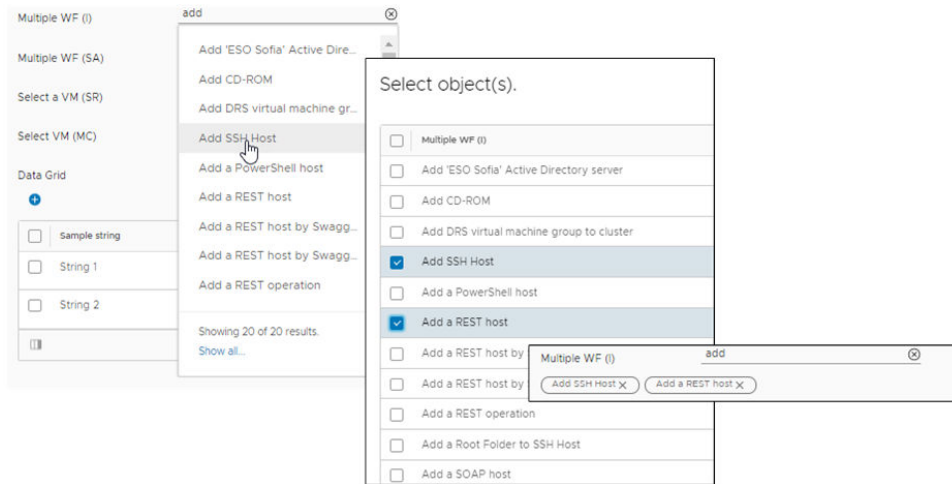 Multiple WF (I)
add
Multiple WF (SA)
Select a VM (SR)
Select VM (MC)
Data Grid
Sample string
String 1
String 2
Add 'ESO Sofia' Active Dire...
Add CD-ROM
Add DRS virtual machine gr...
Add SSH Host
Add a PowerShell host
Add a REST host
Add a REST host by Swagg...
Add a REST host by Swagg...
Add a REST operation
Showing 20 of 20 results.
Show all...
Select object(s).
Multiple WF (I)
Add 'ESO Sofia' Active Directory server
Add CD-ROM
Add DRS virtual machine group to cluster
Add SSH Host
Add a PowerShell host
Add a REST host
Add a REST host by
Add a REST host by
Add a REST operation
Add a Root Folder to SSH Host
Add a SOAP host
Multiple WF (I)
add
Add SSH Host
Add a REST host